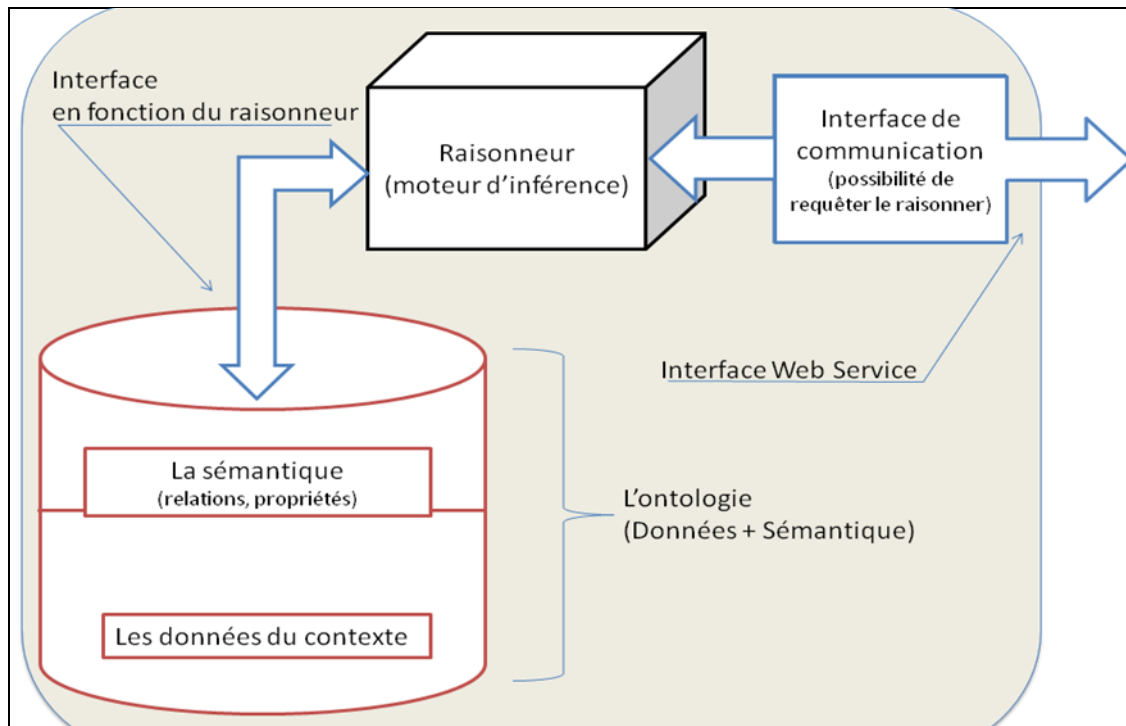 Interface
en fonction du raisonneur
Raisonneur
(moteur d'inférence)
Interface de
communication
(possibilité de
requêter le raisonner)
Interface Web Service
La sémantique
(relations, propriétés)
L'ontologie
(Données + Sémantique)
Les données du contexte